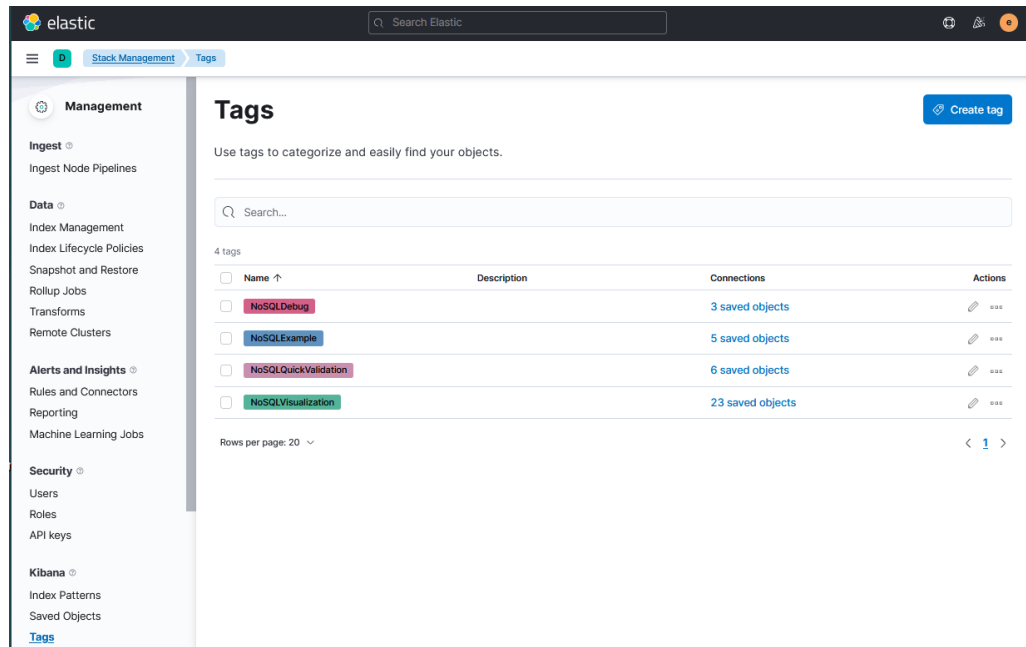 elastic
Search Elastic
e
D
Stack Management
Tags
Management
Ingest
Ingest Node Pipelines
Data
Index Management
Index Lifecycle Policies
Snapshot and Restore
Rollup Jobs
Transforms
Remote Clusters
Alerts and Insights
Rules and Connectors
Reporting
Machine Learning Jobs
Security
Users
Roles
API keys
Kibana
Index Patterns
Saved Objects
Tags
Tags
Create tag
Use tags to categorize and easily find your objects.
Search...
4 tags
Name Description Connections Actions
NoSQLDebug 3 saved objects
NoSQLExample 5 saved objects
NoSQLQuickValidation 6 saved objects
NoSQLVisualization 23 saved objects
Rows per page: 20
1